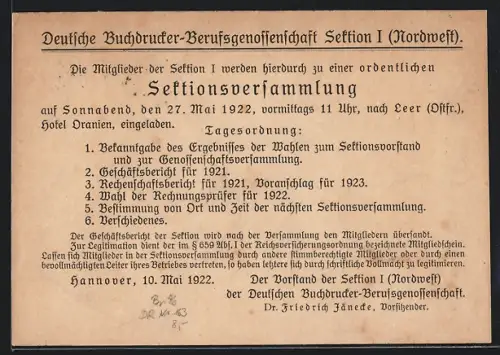 Deutsche Buchdrucker-Berufsgenossenschaft Sektion I (Nordwest).
Die Mitglieder der Sektion I werden hierdurch zu einer ordentlichen
Sektionsversammlung
auf Sonnabend, den 27. Mai 1922, vormittags 11 Uhr, nach Leer (Ostfr.),
Hotel Oranien, eingeladen.
Tagesordnung:
1. Bekanntgabe des Ergebnisses der Wahlen zum Sektionsvorstand
und zur Genossenschaftsversammlung.
2. Geschäftsbericht für 1921.
3. Rechenschaftsbericht für 1921, Voranschlag für 1923.
4. Wahl der Rechnungsprüfer für 1922.
5. Bestimmung von Ort und Zeit der nächsten Sektionsversammlung.
6. Verschiedenes.
Der Geschäftsbericht der Sektion wird nach der Versammlung den Mitgliedern übersandt.
Zur Legitimation dient der im § 659 Abs. 1 der Reichsversicherungsordnung bezeichnete Mitgliedschein.
Lassen sich Mitglieder in der Sektionsversammlung durch andere stimmberechtigte Mitglieder oder durch einen
bevollmächtigten Leiter ihres Betriebes vertreten, so haben letztere sich durch schriftliche Vollmacht zu legitimieren.
Hannover, 10. Mai 1922.
Der Vorstand der Sektion I (Nordwest)
der Deutschen Buchdrucker-Berufsgenossenschaft.
Dr. Friedrich Jänecke, Vorsitzender.
DR
8,-